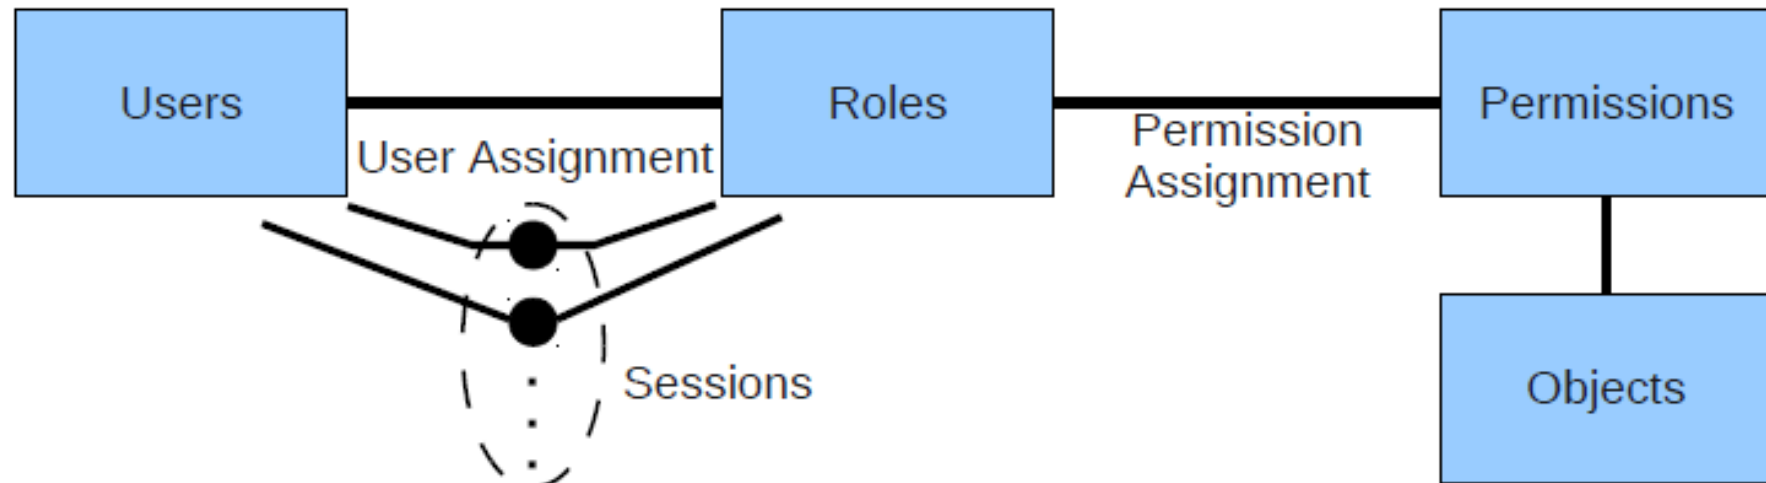 Users
Roles
Permissions
User Assignment
Permission
Assignment
Sessions
Objects